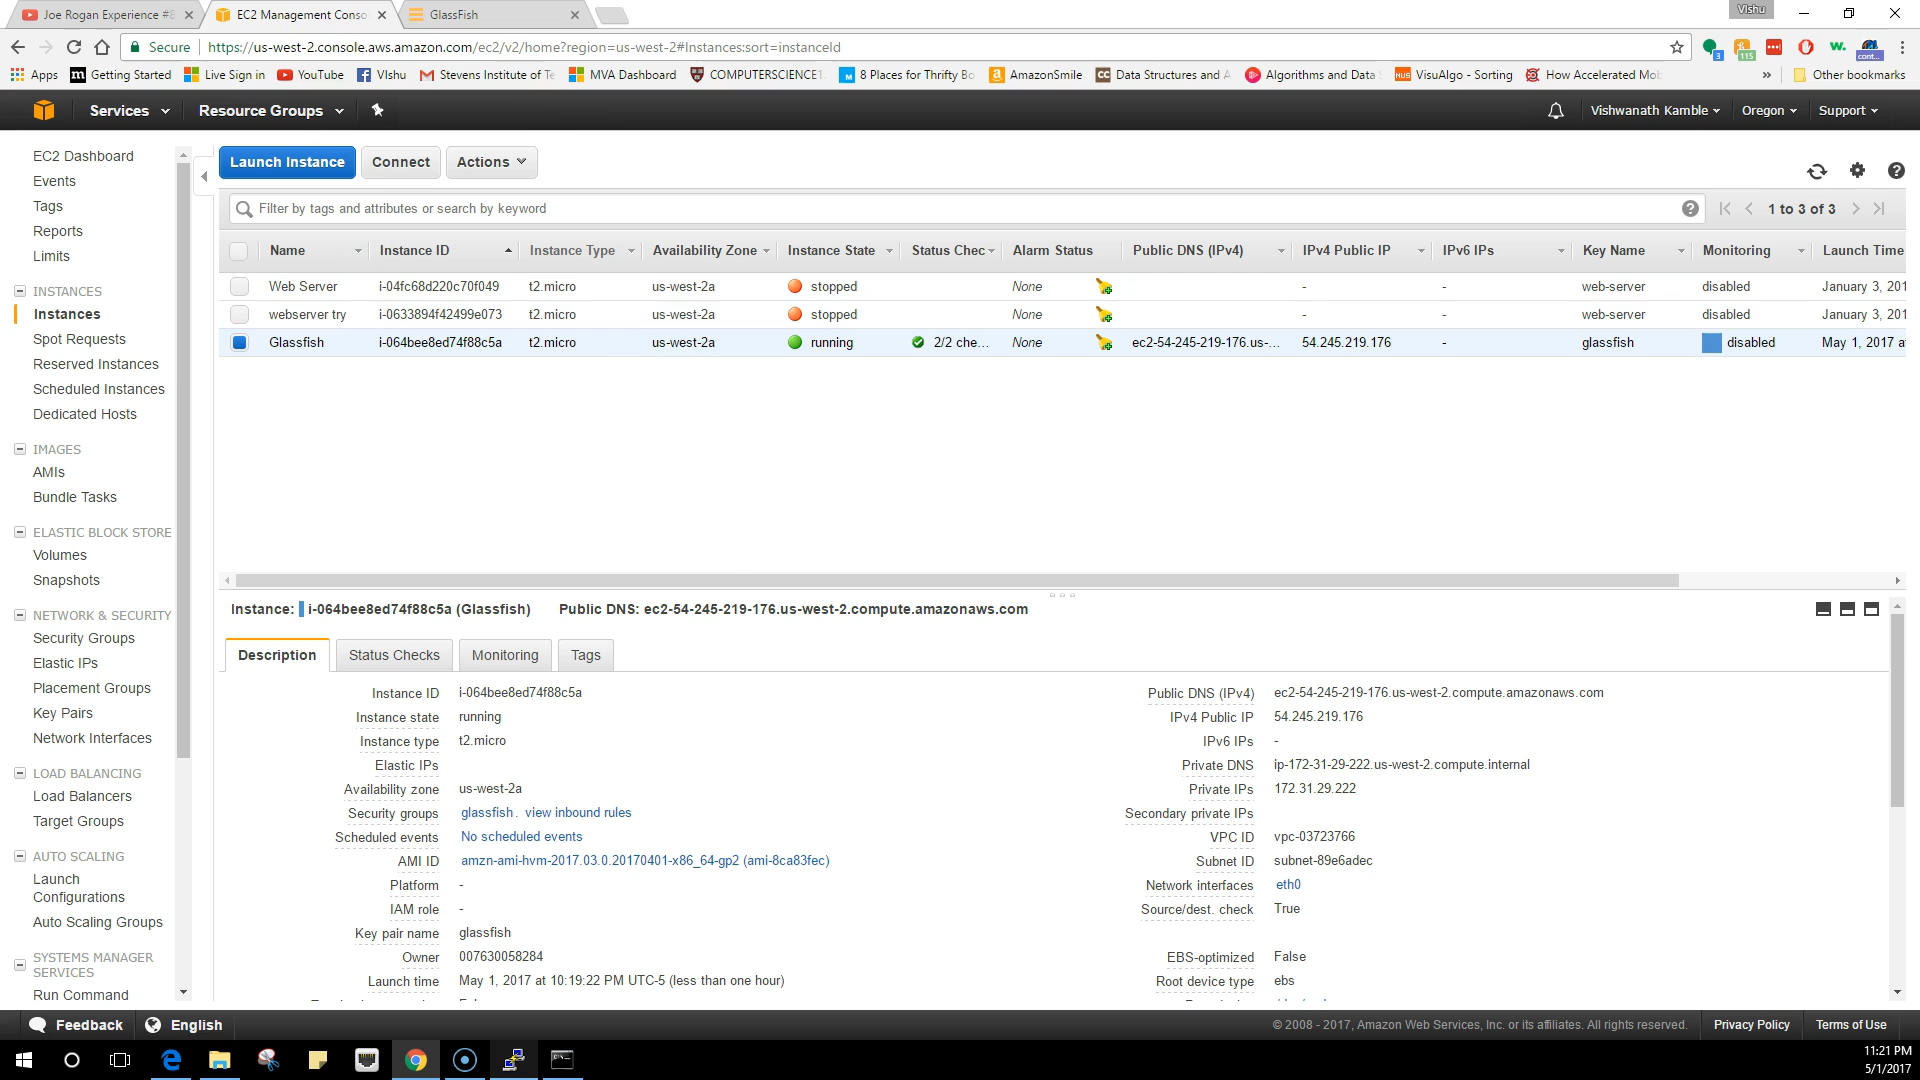 Joe Rogan Experience #8
EC2 Management Conso
GlassFish
Vishu
Secure
https://us-west-2.console.aws.amazon.com/ec2/v2/home?region=us-west-2#Instances:sort=instanceId
3
115
cont...
Apps
Getting Started
Live Sign in
YouTube
VIshu
Stevens Institute of Te
MVA Dashboard
COMPUTERSCIENCE1
8 Places for Thrifty Bo
AmazonSmile
Data Structures and A
Algorithms and Data S
VisuAlgo - Sorting
How Accelerated Mob
» Other bookmarks
Services
Resource Groups
Vishwanath Kamble
Oregon
Support
EC2 Dashboard
Events
Tags
Reports
Limits
INSTANCES
Instances
Spot Requests
Reserved Instances
Scheduled Instances
Dedicated Hosts
IMAGES
AMIs
Bundle Tasks
ELASTIC BLOCK STORE
Volumes
Snapshots
NETWORK & SECURITY
Security Groups
Elastic IPs
Placement Groups
Key Pairs
Network Interfaces
LOAD BALANCING
Load Balancers
Target Groups
AUTO SCALING
Launch
Configurations
Auto Scaling Groups
SYSTEMS MANAGER
SERVICES
Run Command
Launch Instance
Connect
Actions
Filter by tags and attributes or search by keyword
1 to 3 of 3
Name Instance ID Instance Type Availability Zone Instance State Status Chec Alarm Status Public DNS (IPv4) IPv4 Public IP IPv6 IPs Key Name Monitoring Launch Time
Web Server i-04fc68d220c70f049 t2.micro us-west-2a stopped None - - web-server disabled January 3, 201
webserver try i-0633894f42499e073 t2.micro us-west-2a stopped None - - web-server disabled January 3, 201
Glassfish i-064bee8ed74f88c5a t2.micro us-west-2a running 2/2 che... None ec2-54-245-219-176.us-... 54.245.219.176 - glassfish disabled May 1, 2017 a
Instance: i-064bee8ed74f88c5a (Glassfish) Public DNS: ec2-54-245-219-176.us-west-2.compute.amazonaws.com
Description
Status Checks
Monitoring
Tags
Instance ID i-064bee8ed74f88c5a
Instance state running
Instance type t2.micro
Elastic IPs
Availability zone us-west-2a
Security groups glassfish. view inbound rules
Scheduled events No scheduled events
AMI ID amzn-ami-hvm-2017.03.0.20170401-x86_64-gp2 (ami-8ca83fec)
Platform -
IAM role -
Key pair name glassfish
Owner 007630058284
Launch time May 1, 2017 at 10:19:22 PM UTC-5 (less than one hour)
Public DNS (IPv4) ec2-54-245-219-176.us-west-2.compute.amazonaws.com
IPv4 Public IP 54.245.219.176
IPv6 IPs -
Private DNS ip-172-31-29-222.us-west-2.compute.internal
Private IPs 172.31.29.222
Secondary private IPs
VPC ID vpc-03723766
Subnet ID subnet-89e6adec
Network interfaces eth0
Source/dest. check True
EBS-optimized False
Root device type ebs
Feedback
English
© 2008 - 2017, Amazon Web Services, Inc. or its affiliates. All rights reserved.
Privacy Policy
Terms of Use
11:21 PM
5/1/2017